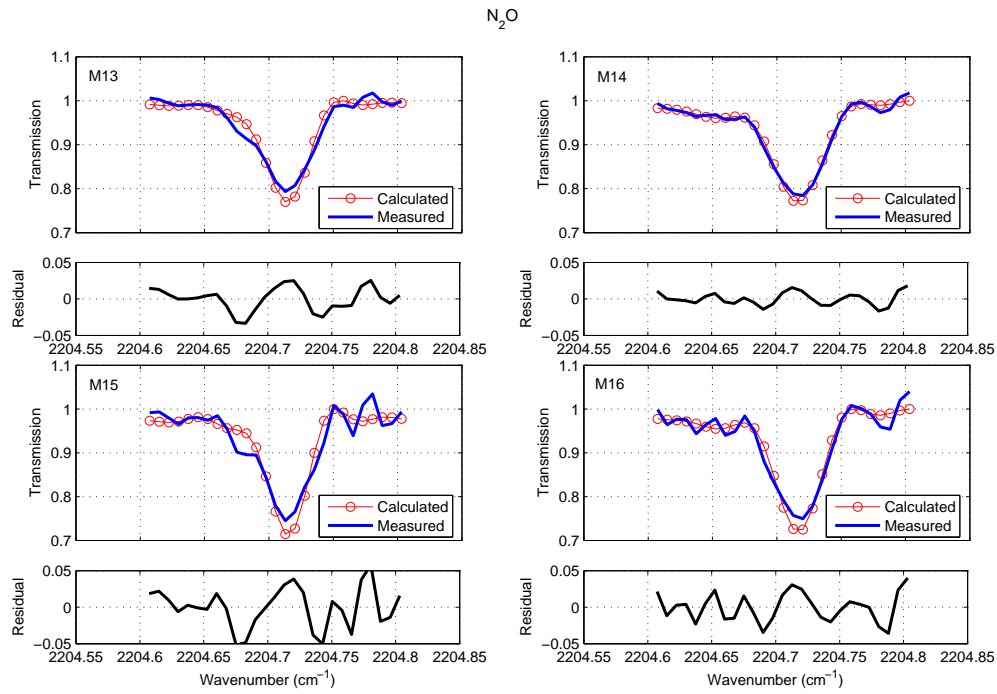 N₂O
M13
1.1
1
0.9
0.8
0.7
Transmission
Calculated
Measured
0.05
0
−0.05
Residual
2204.55 2204.6 2204.65 2204.7 2204.75 2204.8 2204.85
M14
1.1
1
0.9
0.8
0.7
Transmission
Calculated
Measured
0.05
0
−0.05
Residual
2204.55 2204.6 2204.65 2204.7 2204.75 2204.8 2204.85
M15
1.1
1
0.9
0.8
0.7
Transmission
Calculated
Measured
0.05
0
−0.05
Residual
2204.55 2204.6 2204.65 2204.7 2204.75 2204.8 2204.85
Wavenumber (cm⁻¹)
M16
1.1
1
0.9
0.8
0.7
Transmission
Calculated
Measured
0.05
0
−0.05
Residual
2204.55 2204.6 2204.65 2204.7 2204.75 2204.8 2204.85
Wavenumber (cm⁻¹)